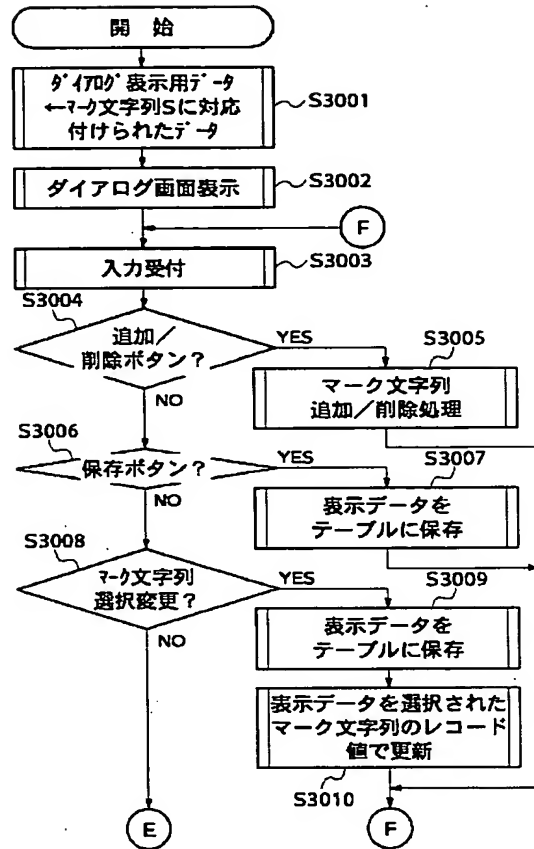 開 始
ﾀﾞｲｱﾛｸﾞ表示用ﾃﾞｰﾀ
←ﾏｰｸ文字列Sに対応
付けられたﾃﾞｰﾀ
S3001
ダイアログ画面表示
S3002
F
入力受付
S3003
S3004
追加／
削除ボタン？
YES
NO
S3005
マーク文字列
追加／削除処理
S3006
保存ボタン？
YES
NO
S3007
表示データを
テーブルに保存
S3008
ﾏｰｸ文字列
選択変更？
YES
NO
S3009
表示データを
テーブルに保存
表示データを選択された
マーク文字列のレコード
値で更新
S3010
E
F